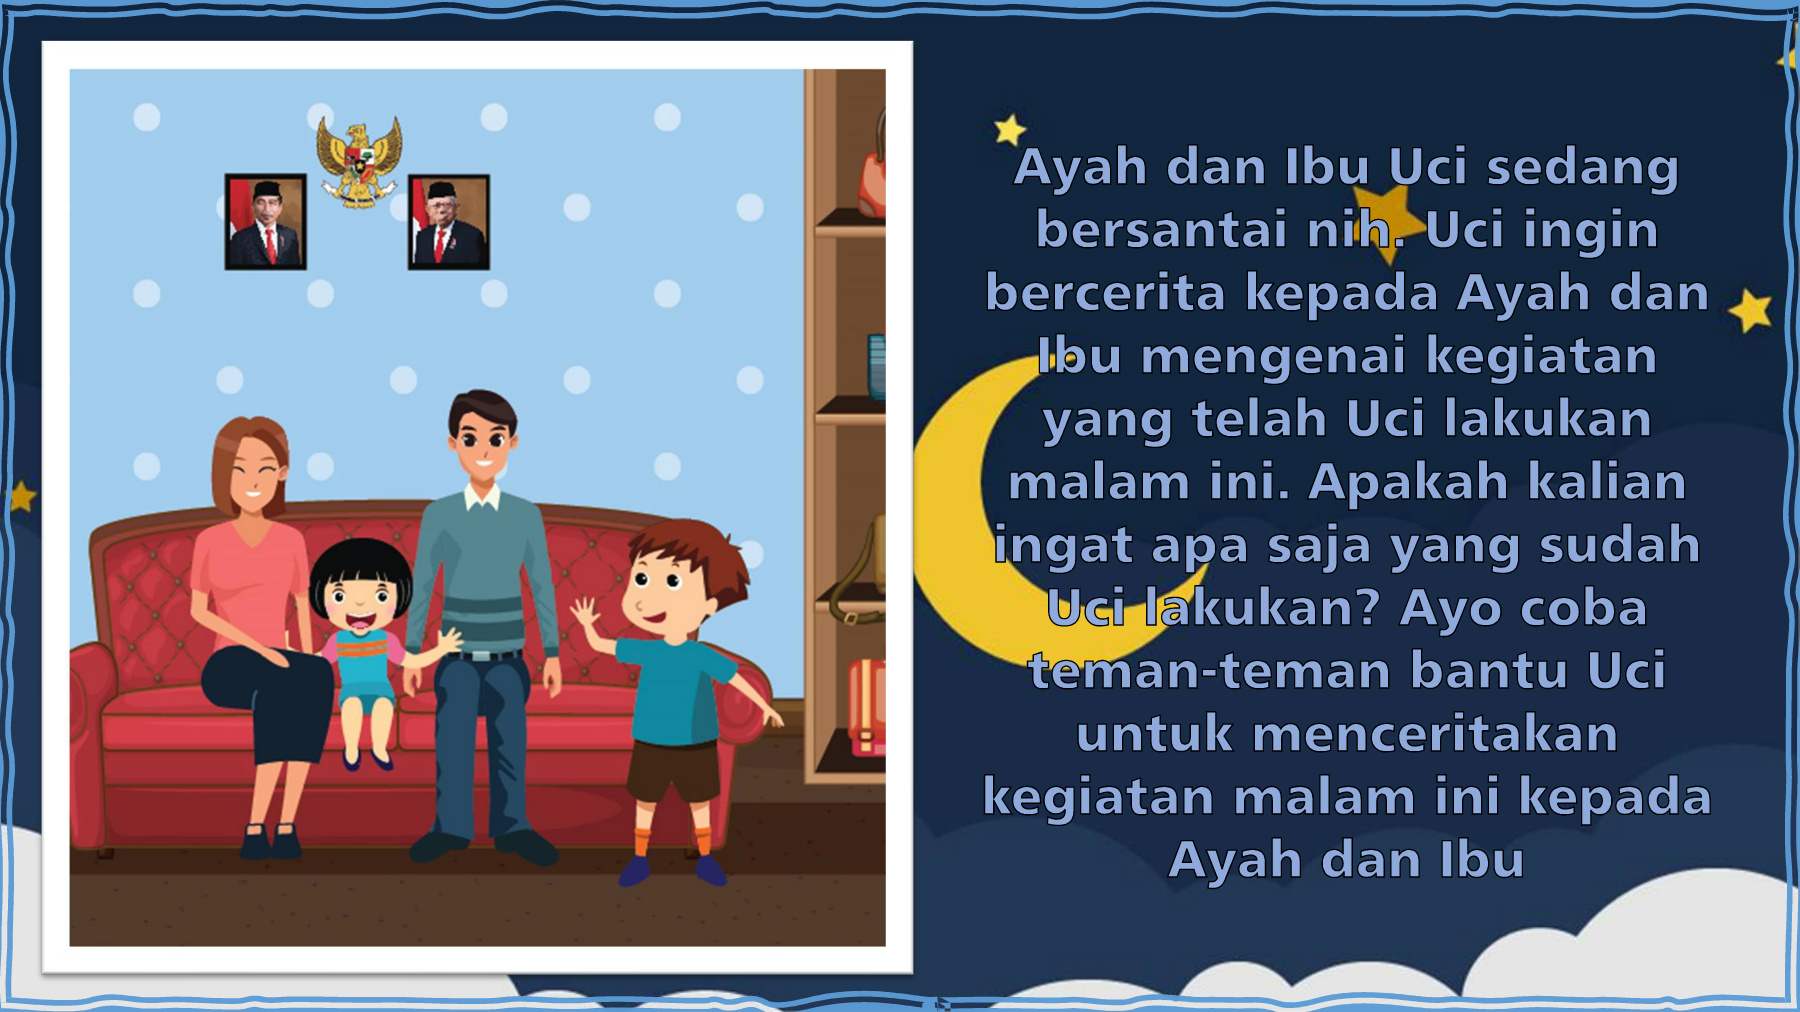 Ayah dan Ibu Uci sedang
bersantai nih. Uci ingin
bercerita kepada Ayah dan
Ibu mengenai kegiatan
yang telah Uci lakukan
malam ini. Apakah kalian
ingat apa saja yang sudah
Uci lakukan? Ayo coba
teman-teman bantu Uci
untuk menceritakan
kegiatan malam ini kepada
Ayah dan Ibu